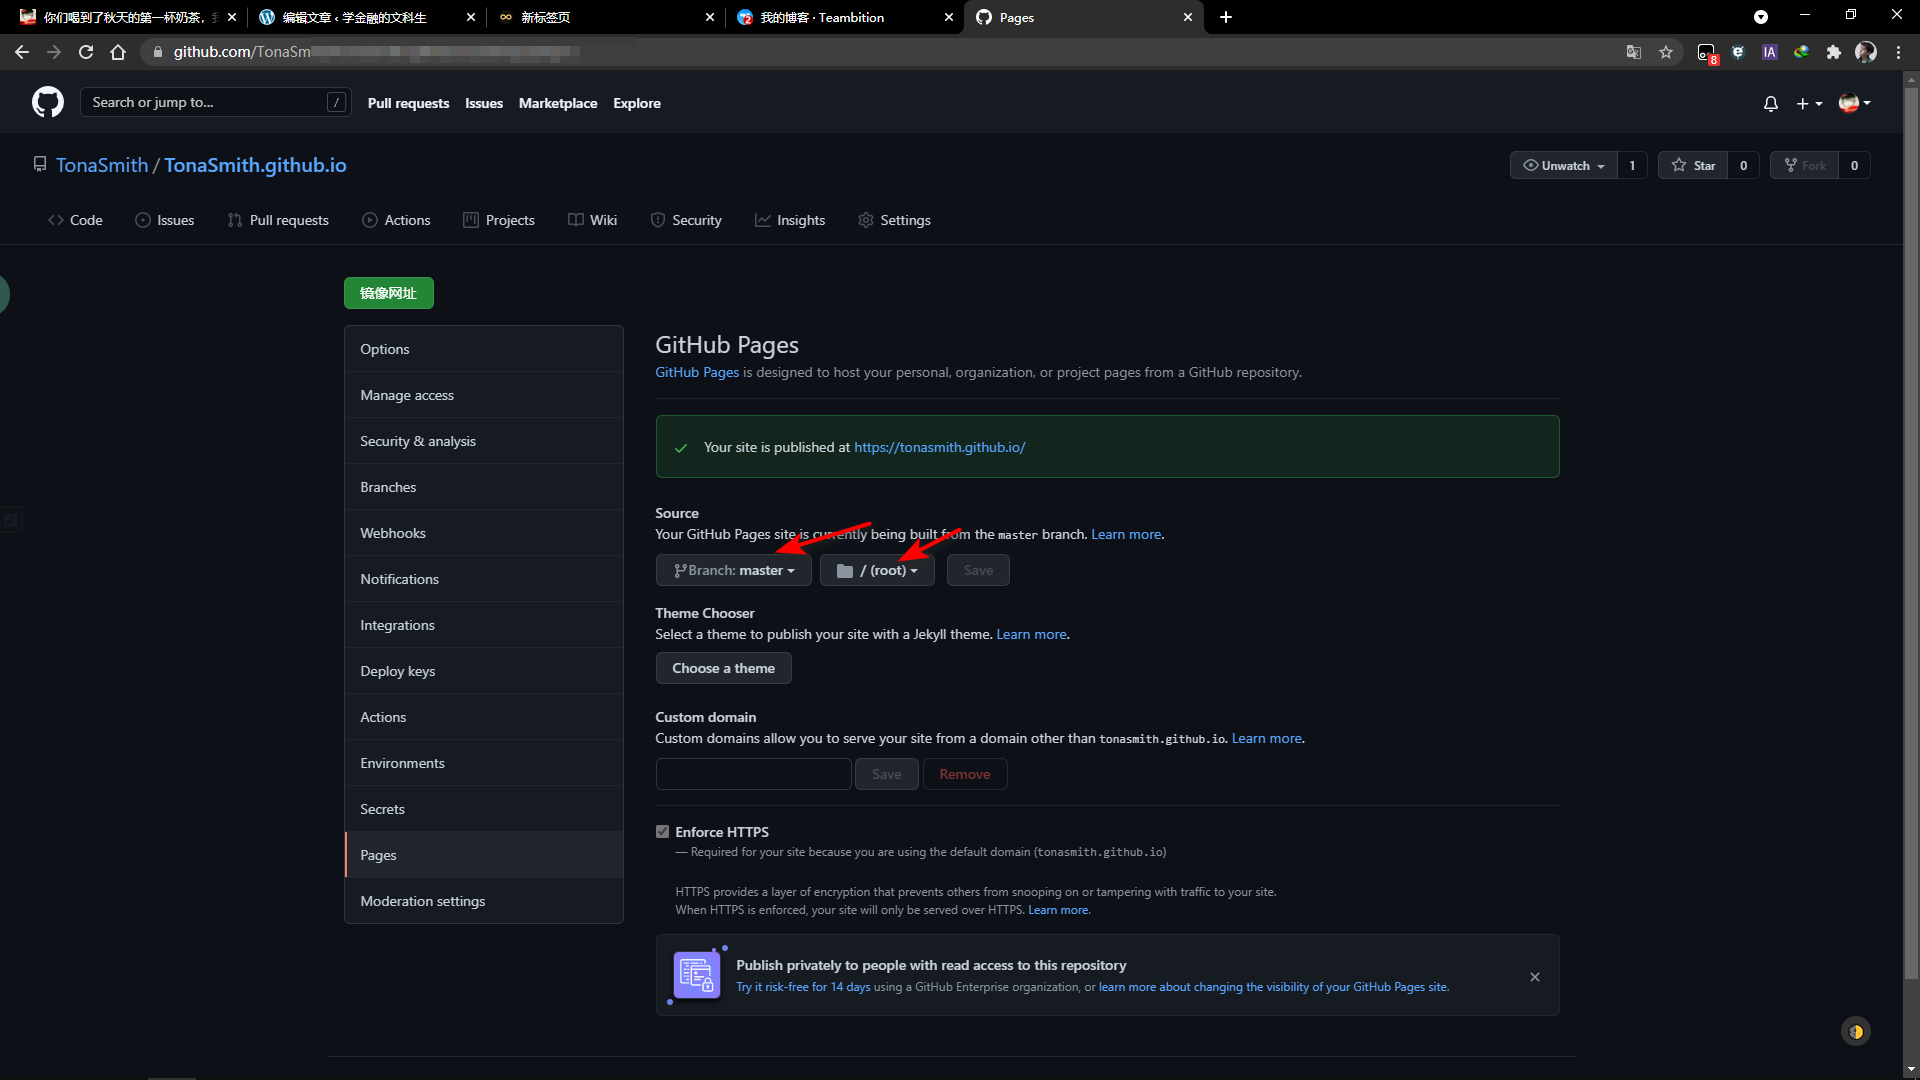 你们喝到了秋天的第一杯奶茶，
编辑文章 ‹ 学金融的文科生
新标签页
我的博客 · Teambition
Pages
github.com/TonaSm
8
IA
Search or jump to... /
Pull requests Issues Marketplace Explore
TonaSmith / TonaSmith.github.io
Unwatch 1 Star 0 Fork 0
Code Issues Pull requests Actions Projects Wiki Security Insights Settings
镜像网址
Options
Manage access
Security & analysis
Branches
Webhooks
Notifications
Integrations
Deploy keys
Actions
Environments
Secrets
Pages
Moderation settings
GitHub Pages
GitHub Pages is designed to host your personal, organization, or project pages from a GitHub repository.
Your site is published at https://tonasmith.github.io/
Source
Your GitHub Pages site is currently being built from the master branch. Learn more.
Branch: master / (root) Save
Theme Chooser
Select a theme to publish your site with a Jekyll theme. Learn more.
Choose a theme
Custom domain
Custom domains allow you to serve your site from a domain other than tonasmith.github.io. Learn more.
Save Remove
Enforce HTTPS
— Required for your site because you are using the default domain (tonasmith.github.io)
HTTPS provides a layer of encryption that prevents others from snooping on or tampering with traffic to your site.
When HTTPS is enforced, your site will only be served over HTTPS. Learn more.
Publish privately to people with read access to this repository
Try it risk-free for 14 days using a GitHub Enterprise organization, or learn more about changing the visibility of your GitHub Pages site.